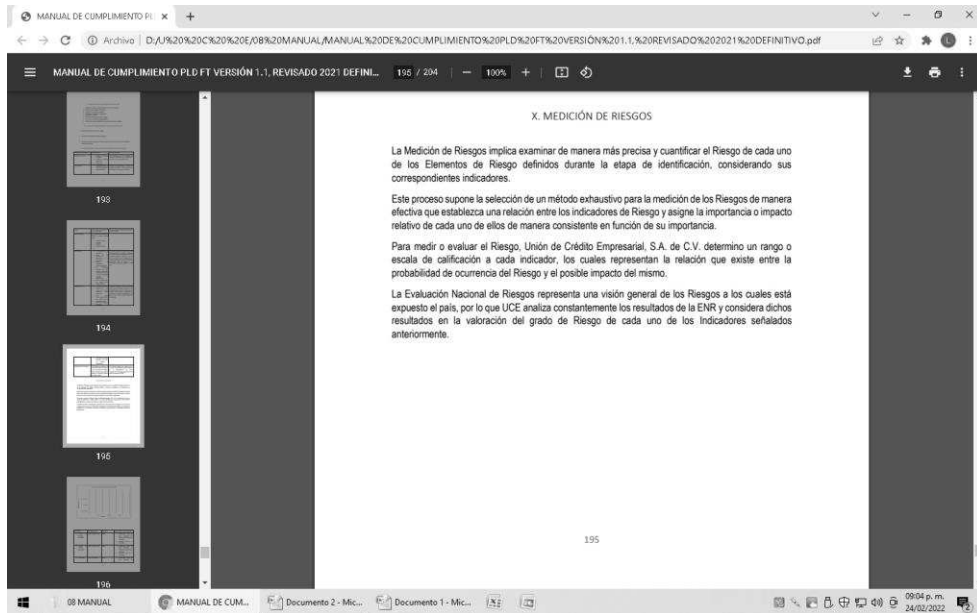 MANUAL DE CUMPLIMIENTO PL
Archivo | D:/U%20%20C%20%20E/08%20MANUAL/MANUAL%20DE%20CUMPLIMIENTO%20PLD%20FT%20VERSIÓN%201.1,%20REVISADO%202021%20DEFINITIVO.pdf
MANUAL DE CUMPLIMIENTO PLD FT VERSIÓN 1.1, REVISADO 2021 DEFINI... 195 / 204 | — 100% +
193
194
195
196
X. MEDICIÓN DE RIESGOS
La Medición de Riesgos implica examinar de manera más precisa y cuantificar el Riesgo de cada uno
de los Elementos de Riesgo definidos durante la etapa de identificación, considerando sus
correspondientes indicadores.
Este proceso supone la selección de un método exhaustivo para la medición de los Riesgos de manera
efectiva que establezca una relación entre los indicadores de Riesgo y asigne la importancia o impacto
relativo de cada uno de ellos de manera consistente en función de su importancia.
Para medir o evaluar el Riesgo, Unión de Crédito Empresarial, S.A. de C.V. determino un rango o
escala de calificación a cada indicador, los cuales representan la relación que existe entre la
probabilidad de ocurrencia del Riesgo y el posible impacto del mismo.
La Evaluación Nacional de Riesgos representa una visión general de los Riesgos a los cuales está
expuesto el país, por lo que UCE analiza constantemente los resultados de la ENR y considera dichos
resultados en la valoración del grado de Riesgo de cada uno de los Indicadores señalados
anteriormente.
195
08 MANUAL
MANUAL DE CUM...
Documento 2 - Mic...
Documento 1 - Mic...
09:04 p. m.
24/02/2022